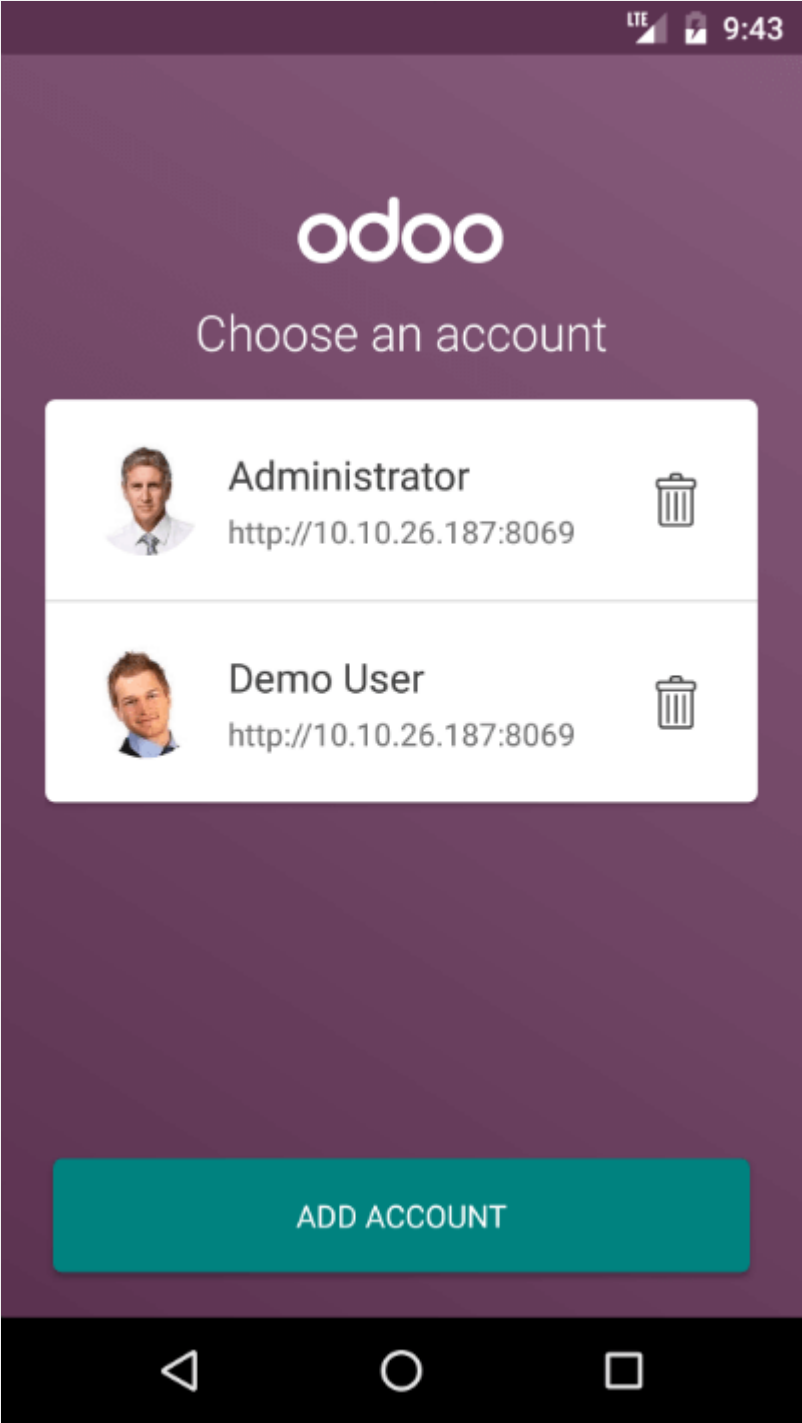 LTE 9:43
odoo
Choose an account
Administrator
http://10.10.26.187:8069
Demo User
http://10.10.26.187:8069
ADD ACCOUNT